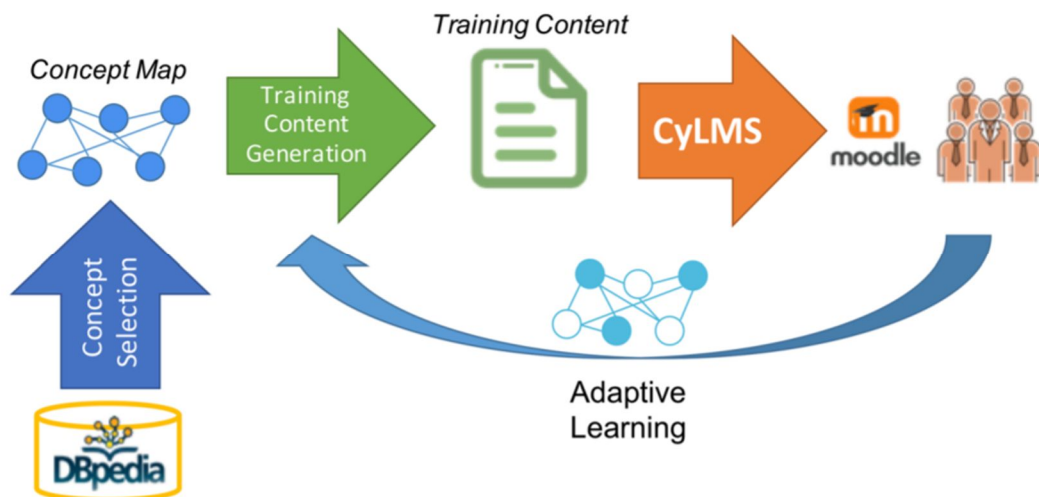 Training Content
Concept Map
Training
Content
Generation
CyLMS
moodle
Concept
Selection
Adaptive
Learning
DBpedia